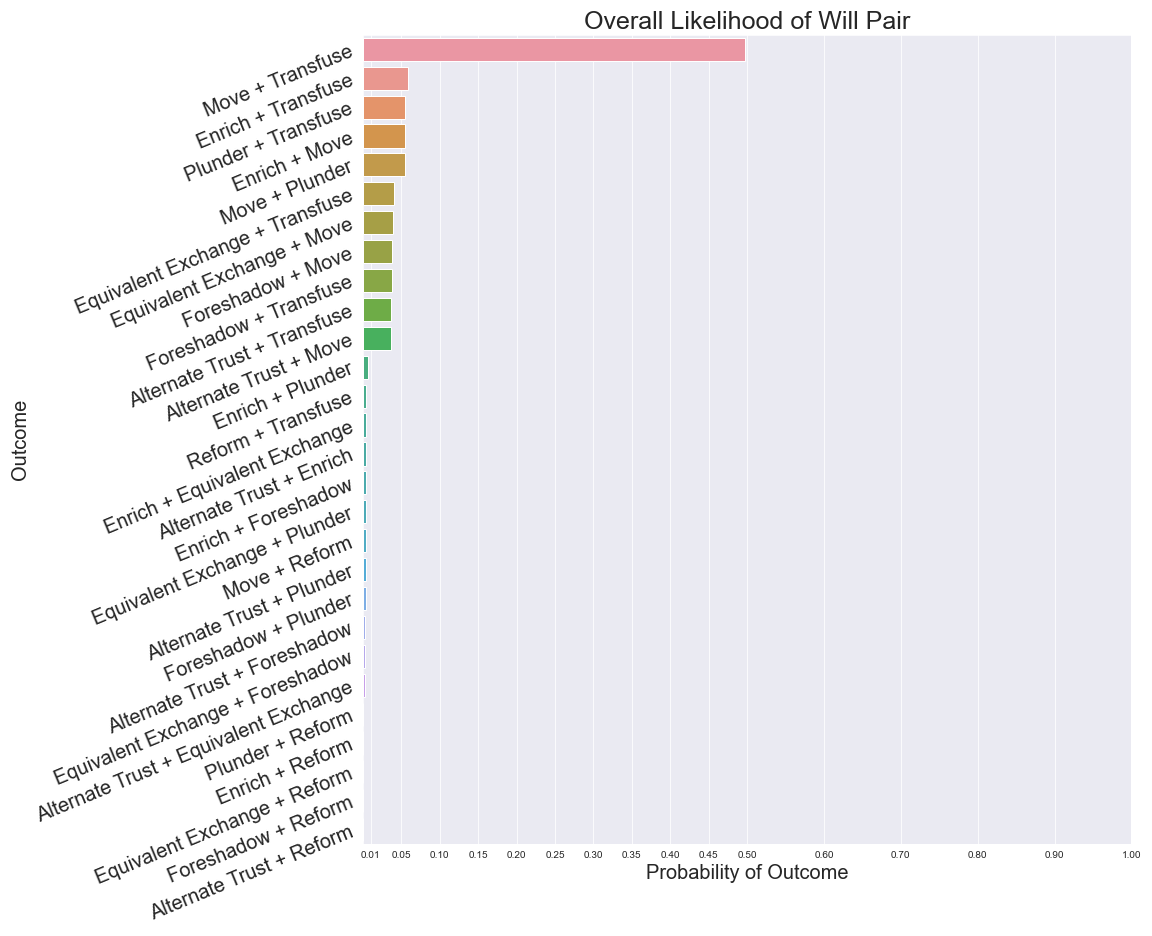 Overall Likelihood of Will Pair
Move + Transfuse
Enrich + Transfuse
Plunder + Transfuse
Enrich + Move
Move + Plunder
Equivalent Exchange + Transfuse
Equivalent Exchange + Move
Foreshadow + Move
Foreshadow + Transfuse
Alternate Trust + Transfuse
Alternate Trust + Move
Enrich + Plunder
Reform + Transfuse
Enrich + Equivalent Exchange
Alternate Trust + Enrich
Enrich + Foreshadow
Equivalent Exchange + Plunder
Move + Reform
Alternate Trust + Plunder
Foreshadow + Plunder
Alternate Trust + Foreshadow
Equivalent Exchange + Foreshadow
Alternate Trust + Equivalent Exchange
Plunder + Reform
Enrich + Reform
Equivalent Exchange + Reform
Foreshadow + Reform
Alternate Trust + Reform
Outcome
0.01 0.05 0.10 0.15 0.20 0.25 0.30 0.35 0.40 0.45 0.50 0.60 0.70 0.80 0.90 1.00
Probability of Outcome